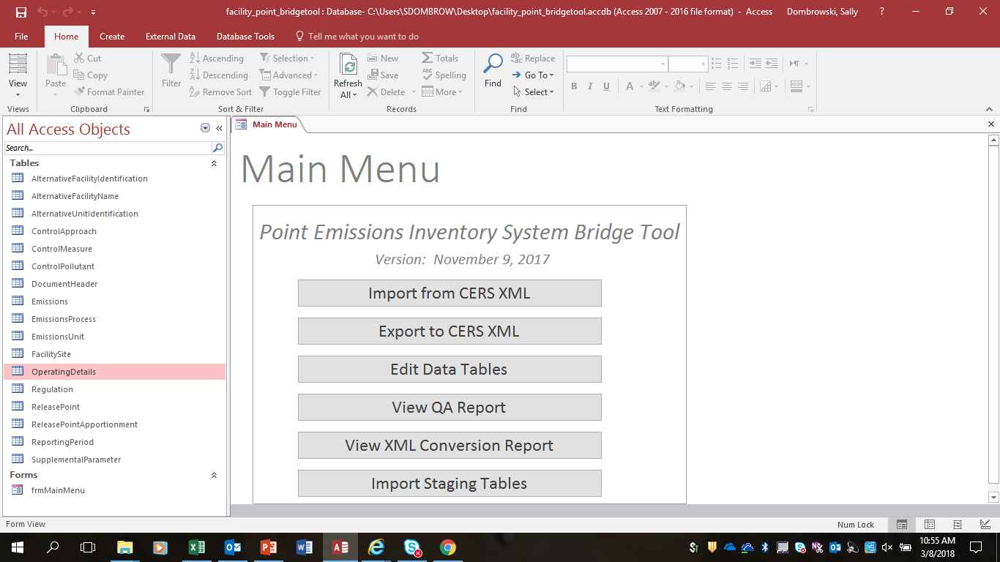 facility_point_bridgetool : Database- C:\Users\SDOMBROW\Desktop\facility_point_bridgetool.accdb (Access 2007 - 2016 file format) - Access Dombrowski, Sally ?
File Home Create External Data Database Tools Tell me what you want to do
View
Views
Paste
Cut
Copy
Format Painter
Clipboard
Filter
Ascending
Descending
Remove Sort
Selection
Advanced
Toggle Filter
Sort & Filter
Refresh
All
New
Save
Delete
Totals
Spelling
More
Records
Find
Replace
Go To
Select
Find
B I U A
Text Formatting
All Access Objects
Search...
Tables
AlternativeFacilityIdentification
AlternativeFacilityName
AlternativeUnitIdentification
ControlApproach
ControlMeasure
ControlPollutant
DocumentHeader
Emissions
EmissionsProcess
EmissionsUnit
FacilitySite
OperatingDetails
Regulation
ReleasePoint
ReleasePointApportionment
ReportingPeriod
SupplementalParameter
Forms
frmMainMenu
Main Menu
Main Menu
Point Emissions Inventory System Bridge Tool
Version: November 9, 2017
Import from CERS XML
Export to CERS XML
Edit Data Tables
View QA Report
View XML Conversion Report
Import Staging Tables
Form View
Num Lock
10:55 AM
3/8/2018